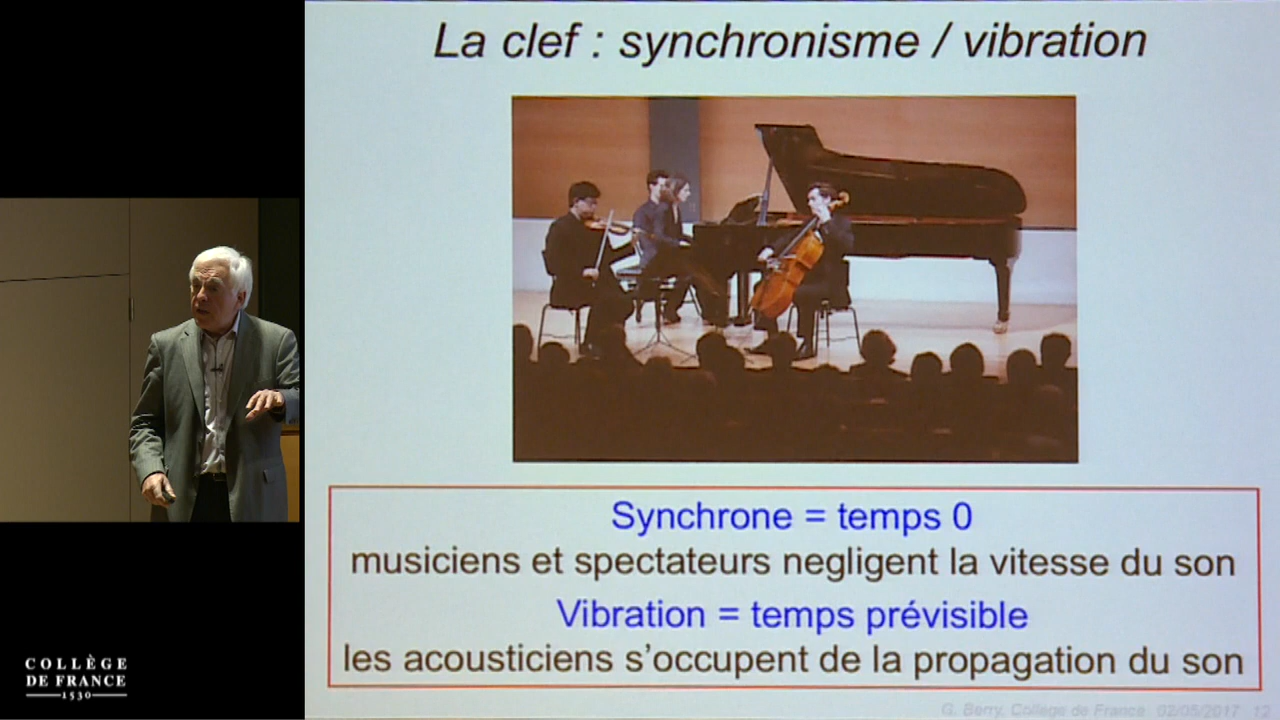 La clef : synchronisme / vibration
Synchrone = temps 0
musiciens et spectateurs negligent la vitesse du son
Vibration = temps prévisible
les acousticiens s’occupent de la propagation du son
G. Berry, Collège de France, 02/05/2017 12
COLLÈGE
DE FRANCE
1530